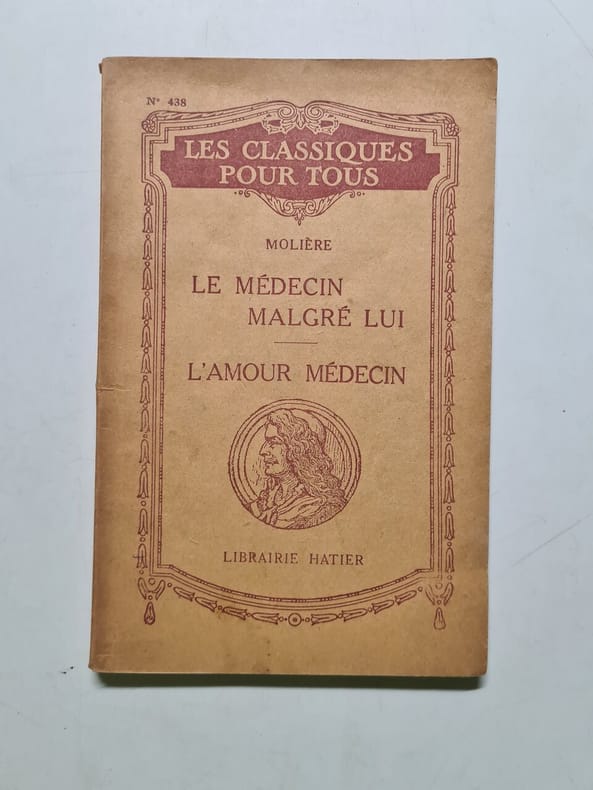 N° 438
LES CLASSIQUES
POUR TOUS
MOLIÈRE
LE MÉDECIN
MALGRÉ LUI
L'AMOUR MÉDECIN
LIBRAIRIE HATIER